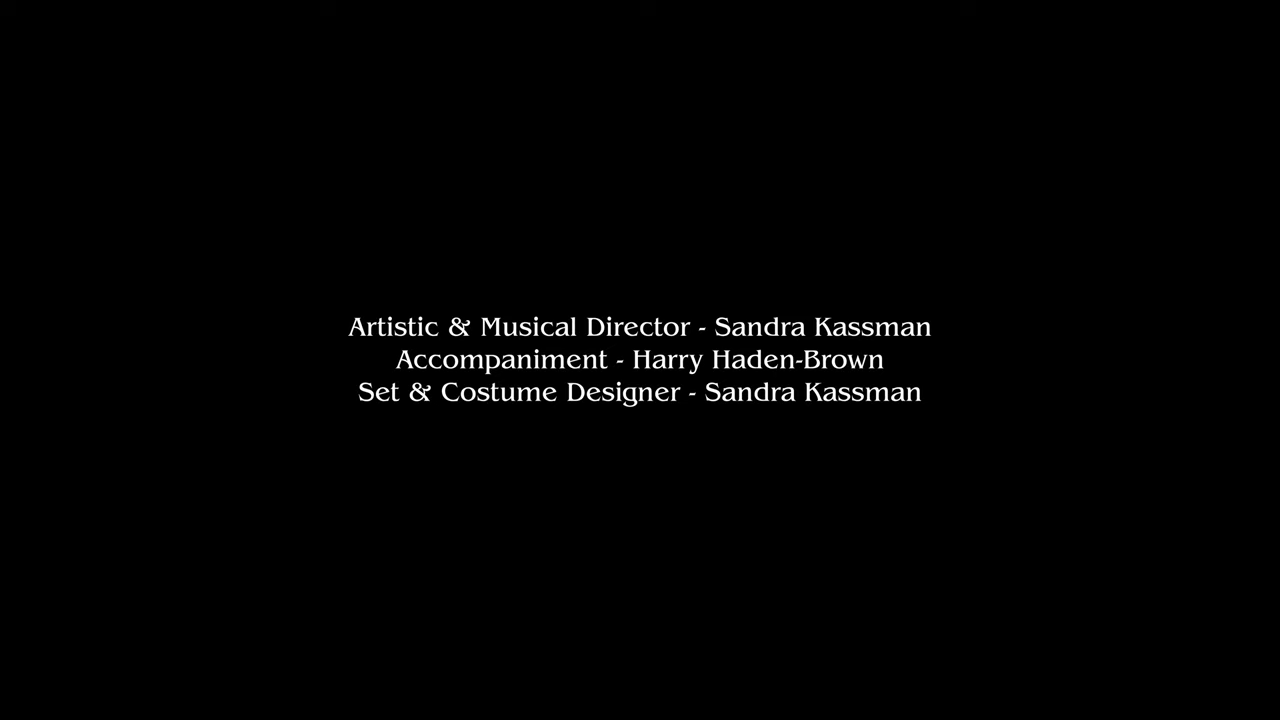 Artistic & Musical Director - Sandra Kassman
Accompaniment - Harry Haden-Brown
Set & Costume Designer - Sandra Kassman